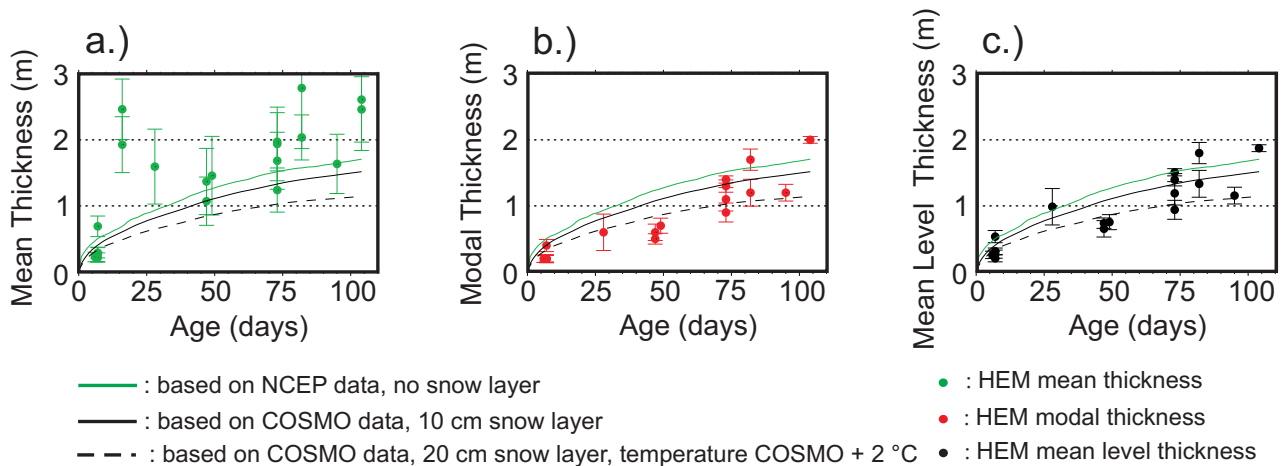 a.)
Mean Thickness (m)
3
2
1
0
0 25 50 75 100
Age (days)
b.)
Modal Thickness (m)
3
2
1
0
0 25 50 75 100
Age (days)
c.)
Mean Level Thickness (m)
3
2
1
0
0 25 50 75 100
Age (days)
: based on NCEP data, no snow layer
: based on COSMO data, 10 cm snow layer
: based on COSMO data, 20 cm snow layer, temperature COSMO + 2 °C
: HEM mean thickness
: HEM modal thickness
: HEM mean level thickness